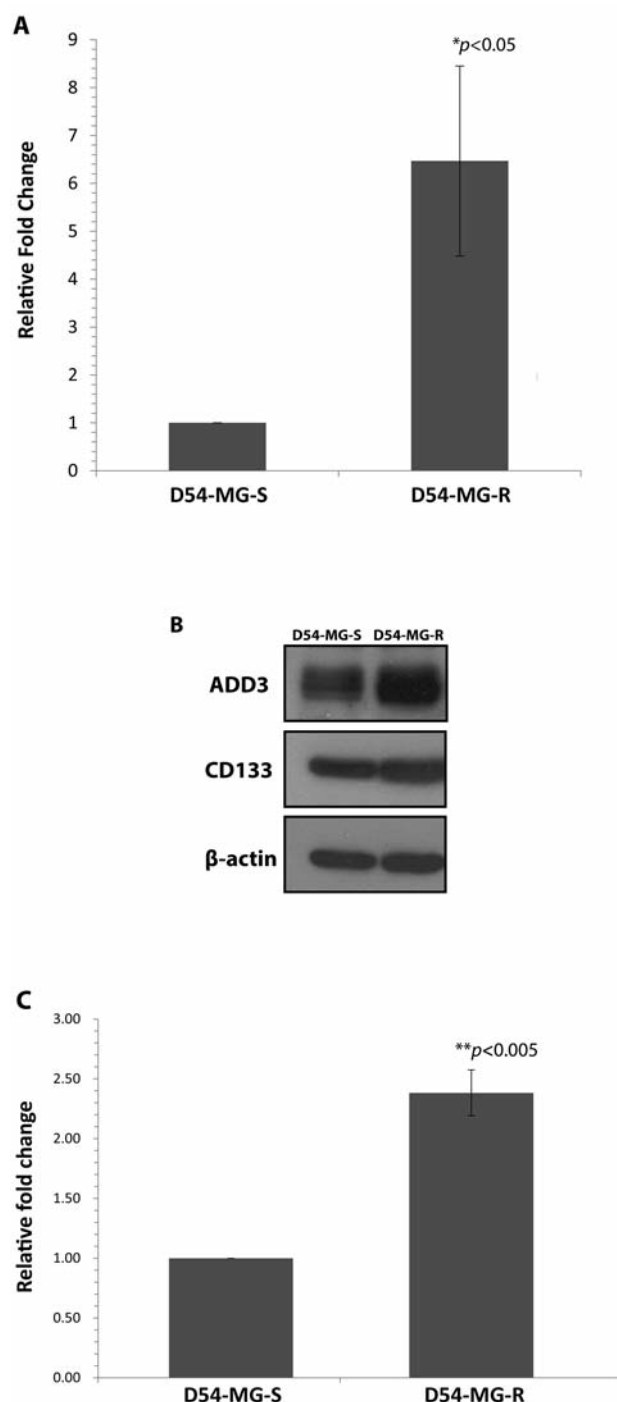 A
*p<0.05
9
8
7
6
5
4
3
2
1
0
Relative Fold Change
D54-MG-S D54-MG-R
B
D54-MG-S D54-MG-R
ADD3
CD133
β-actin
C
3.00
**p<0.005
2.50
2.00
1.50
1.00
0.50
0.00
Relative fold change
D54-MG-S D54-MG-R